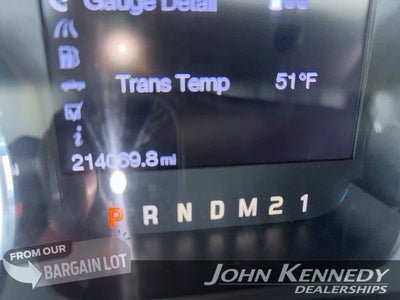 Gauge Detail
Trans Temp 51°F
i
214069.8 mi
P R N D M 2 1
FROM OUR
BARGAIN LOT
JOHN KENNEDY
DEALERSHIPS